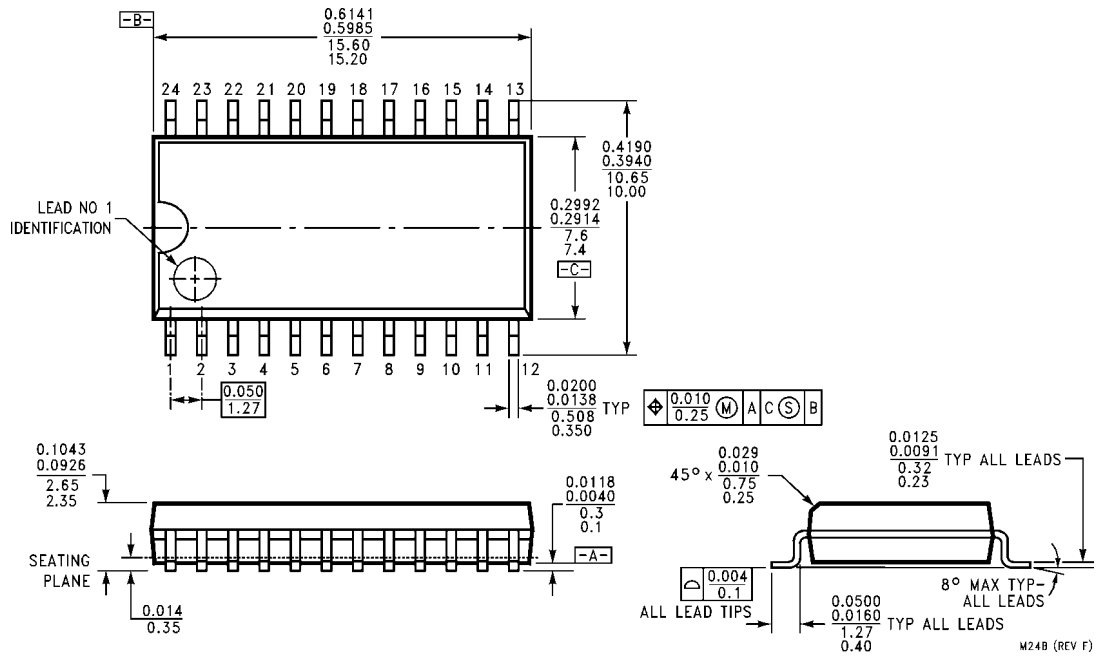 -B-
0.6141
0.5985
15.60
15.20
24 23 22 21 20 19 18 17 16 15 14 13
0.4190
0.3940
10.65
10.00
LEAD NO 1
IDENTIFICATION
0.2992
0.2914
7.6
7.4
-C-
1 2 3 4 5 6 7 8 9 10 11 12
0.050
1.27
0.0200
0.0138
0.508
0.350
TYP
⌖ 0.010
0.25 Ⓜ A C Ⓢ B
0.1043
0.0926
2.65
2.35
0.0118
0.0040
0.3
0.1
-A-
SEATING
PLANE
0.014
0.35
45° x
0.029
0.010
0.75
0.25
0.0125
0.0091
0.32
0.23
TYP ALL LEADS
0.004
0.1
ALL LEAD TIPS
0.0500
0.0160
1.27
0.40
TYP ALL LEADS
8° MAX TYP-
ALL LEADS
M24B (REV F)